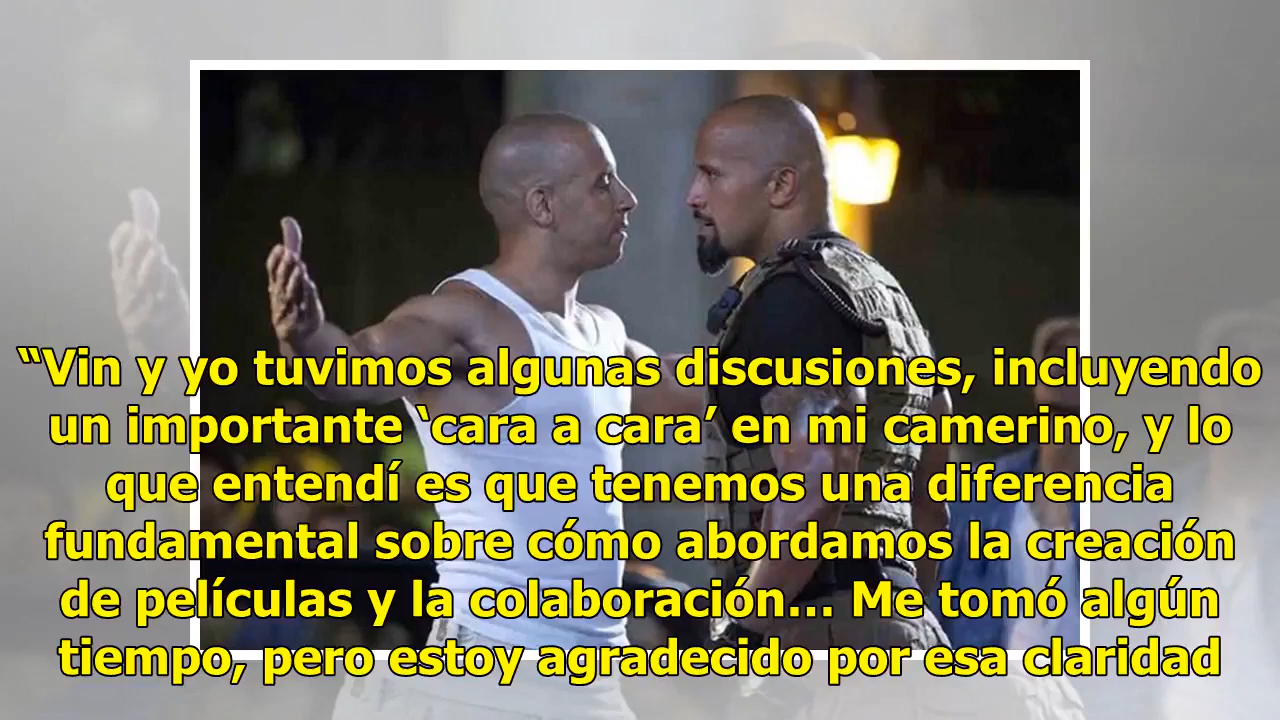 “Vin y yo tuvimos algunas discusiones, incluyendo
un importante ‘cara a cara’ en mi camerino, y lo
que entendí es que tenemos una diferencia
fundamental sobre cómo abordamos la creación
de películas y la colaboración... Me tomó algún
tiempo, pero estoy agradecido por esa claridad